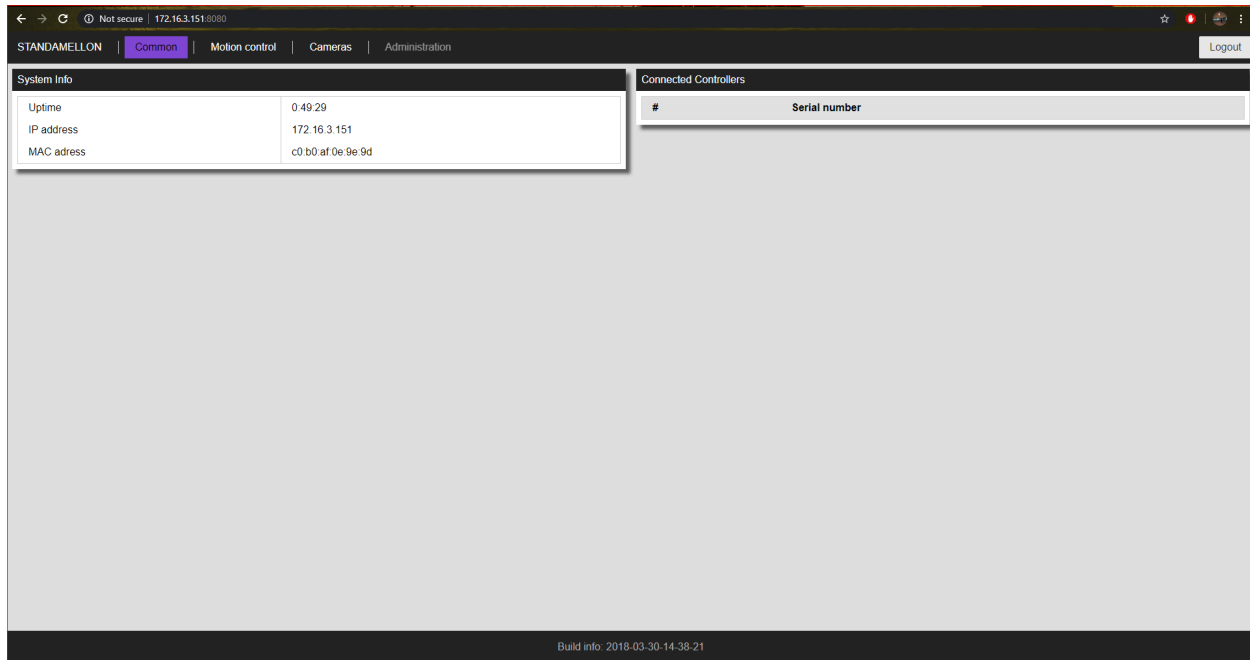 Not secure | 172.16.3.151:8080
STANDAMELLON | Common | Motion control | Cameras | Administration Logout
System Info
Uptime 0:49:29
IP address 172.16.3.151
MAC adress c0:b0:af:0e:9e:9d
Connected Controllers
# Serial number
Build info: 2018-03-30-14-38-21